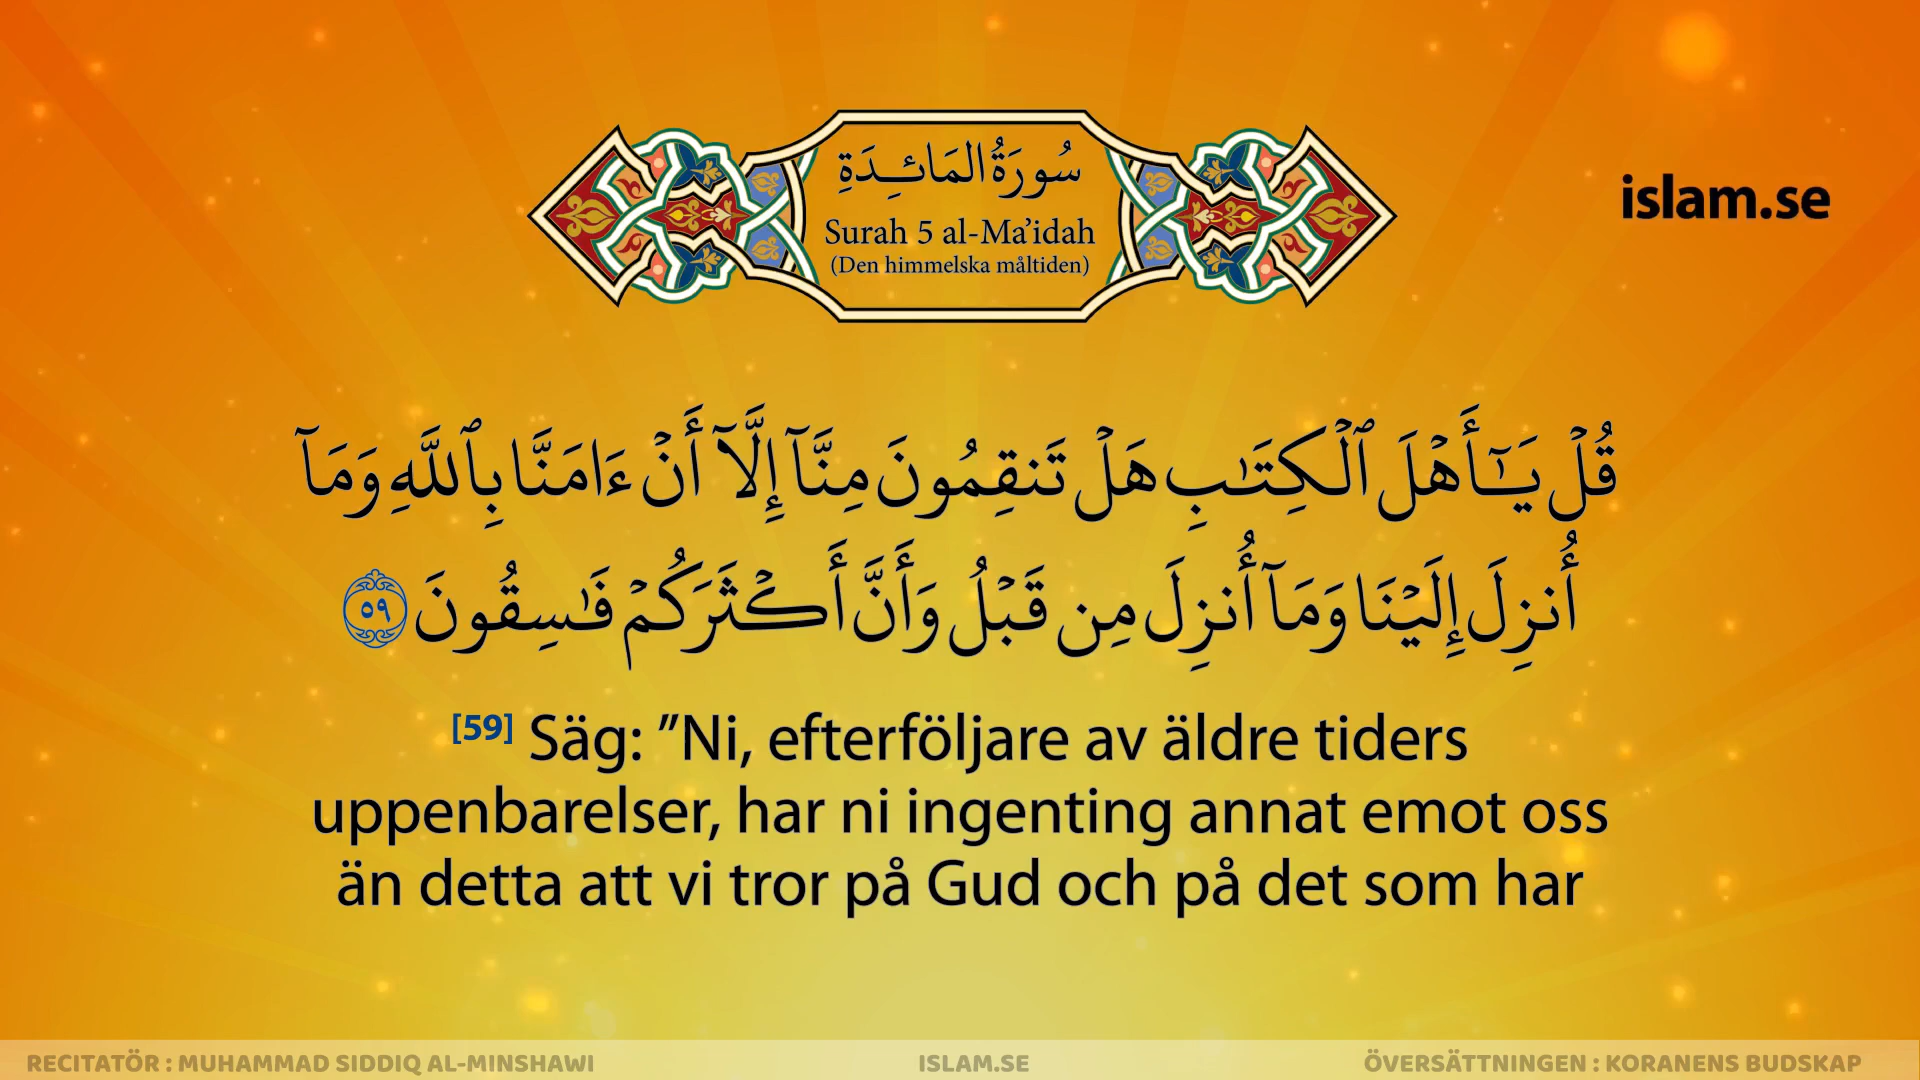 سُورَةُ المَائِدَةِ
Surah 5 al-Ma’idah
(Den himmelska måltiden)
islam.se
قُلۡ يَـٰٓأَهۡلَ ٱلۡكِتَـٰبِ هَلۡ تَنقِمُونَ مِنَّآ إِلَّآ أَنۡ ءَامَنَّا بِٱللَّهِ وَمَآ
أُنزِلَ إِلَيۡنَا وَمَآ أُنزِلَ مِن قَبۡلُ وَأَنَّ أَكۡثَرَكُمۡ فَـٰسِقُونَ ٥٩
[59] Säg: ”Ni, efterföljare av äldre tiders
uppenbarelser, har ni ingenting annat emot oss
än detta att vi tror på Gud och på det som har
RECITATÖR : MUHAMMAD SIDDIQ AL-MINSHAWI
ISLAM.SE
ÖVERSÄTTNINGEN : KORANENS BUDSKAP